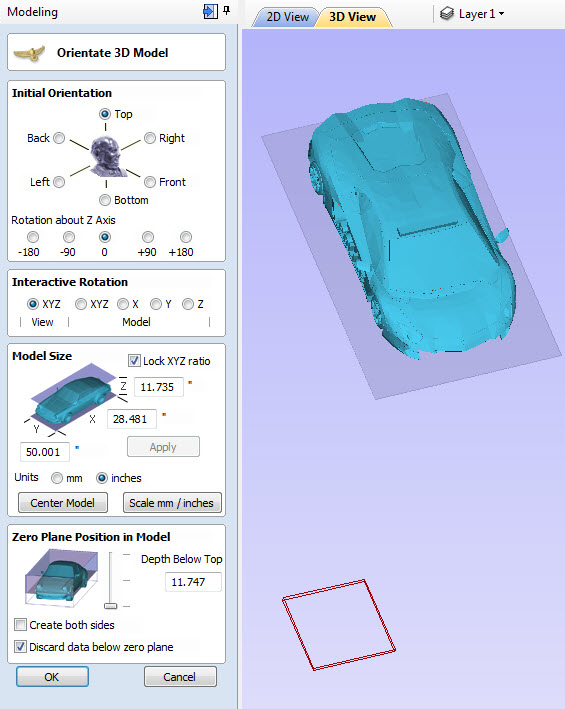 Modeling
2D View 3D View Layer 1
Orientate 3D Model
Initial Orientation
Top
Back Right
Left Front
Bottom
Rotation about Z Axis
-180 -90 0 +90 +180
Interactive Rotation
XYZ XYZ X Y Z
View Model
Model Size
Lock XYZ ratio
Z 11.735 "
X 28.481 "
Y
50.001 "
Apply
Units mm inches
Center Model Scale mm / inches
Zero Plane Position in Model
Depth Below Top
11.747
Create both sides
Discard data below zero plane
OK Cancel